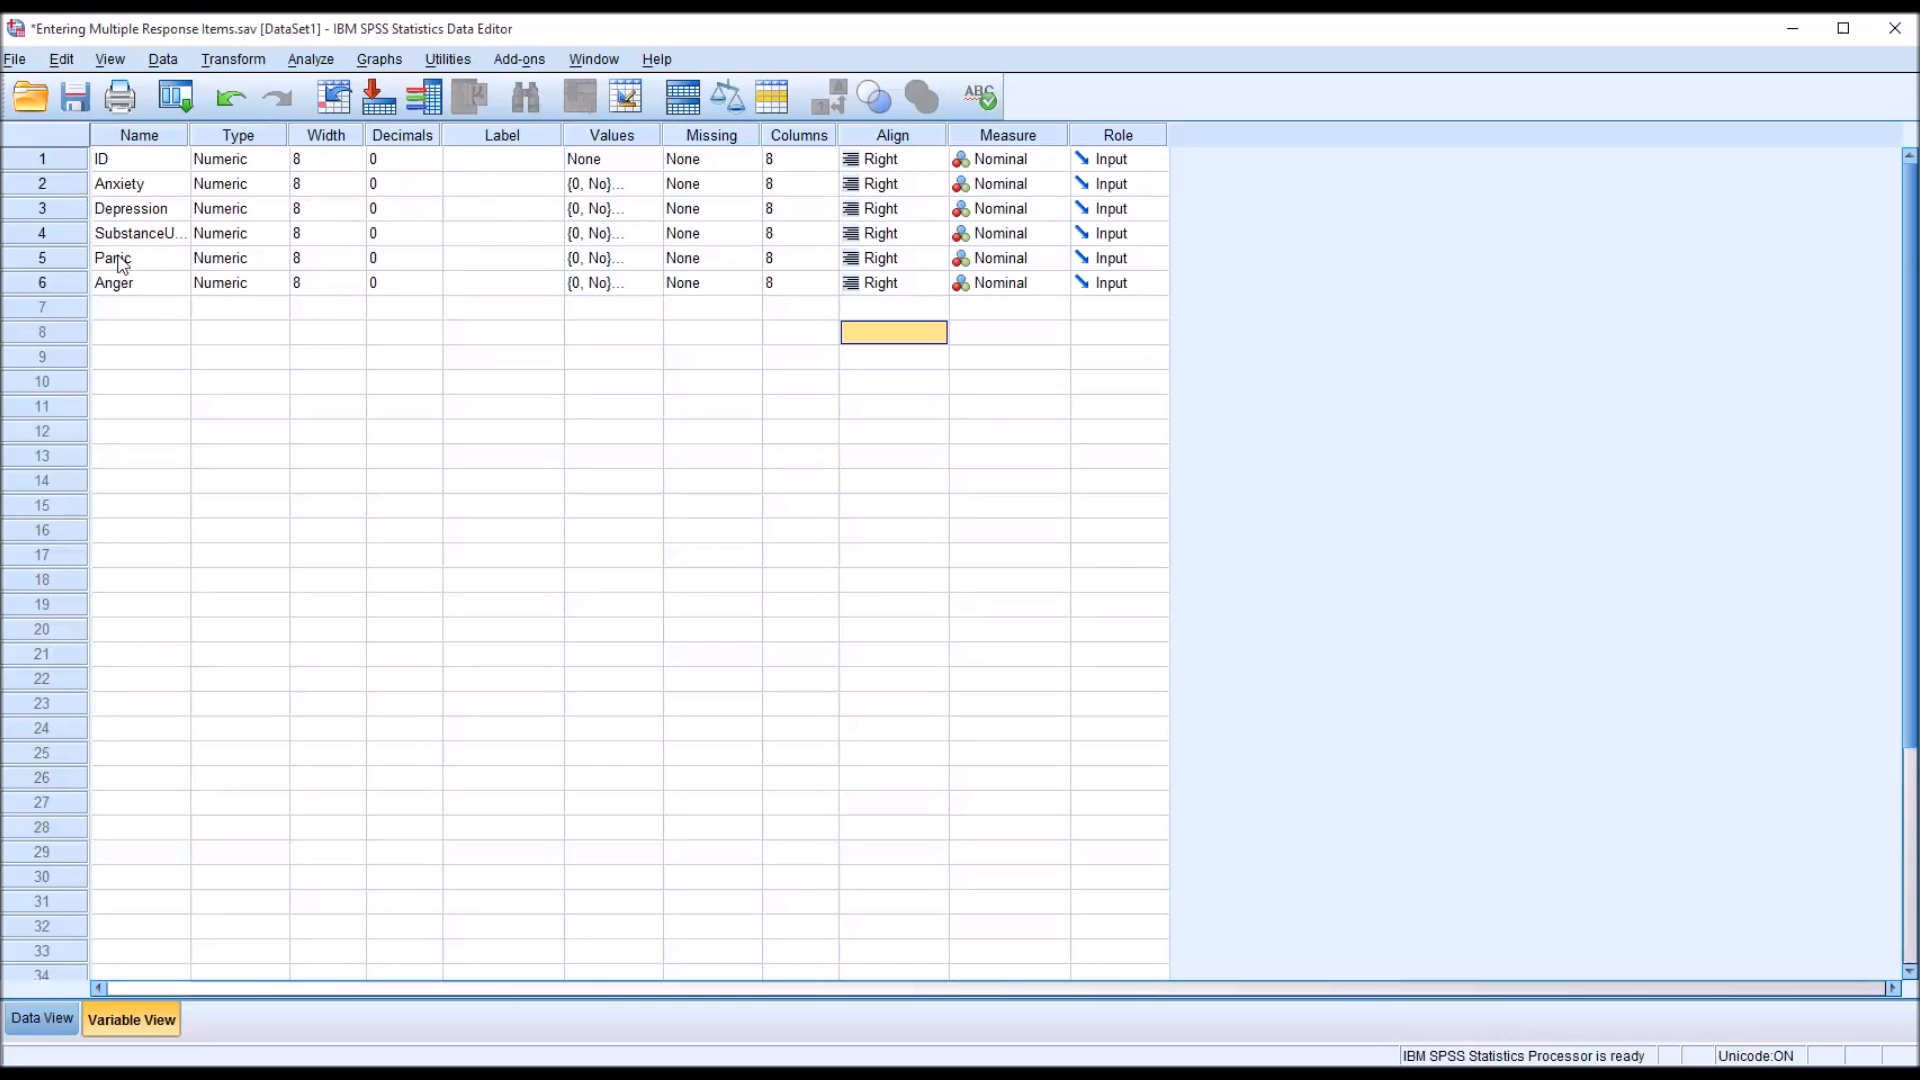 *Entering Multiple Response Items.sav [DataSet1] - IBM SPSS Statistics Data Editor
File Edit View Data Transform Analyze Graphs Utilities Add-ons Window Help
ABC
Name Type Width Decimals Label Values Missing Columns Align Measure Role
1 ID Numeric 8 0 None None 8 Right Nominal Input
2 Anxiety Numeric 8 0 {0, No}... None 8 Right Nominal Input
3 Depression Numeric 8 0 {0, No}... None 8 Right Nominal Input
4 SubstanceU... Numeric 8 0 {0, No}... None 8 Right Nominal Input
5 Panic Numeric 8 0 {0, No}... None 8 Right Nominal Input
6 Anger Numeric 8 0 {0, No}... None 8 Right Nominal Input
7
8
9
10
11
12
13
14
15
16
17
18
19
20
21
22
23
24
25
26
27
28
29
30
31
32
33
34
Data View Variable View
IBM SPSS Statistics Processor is ready Unicode:ON